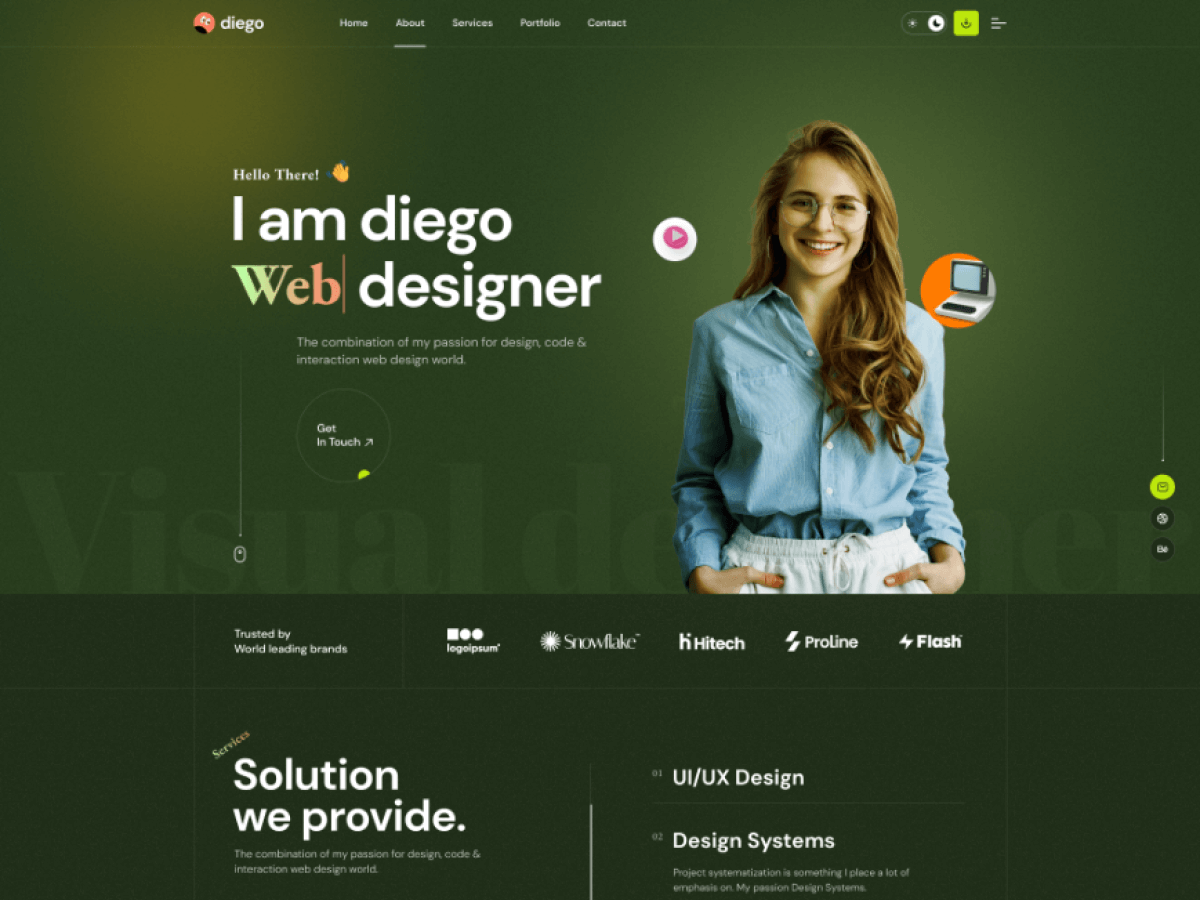 diego
Home
About
Services
Portfolio
Contact
Hello There!
I am diego
Web designer
The combination of my passion for design, code &
interaction web design world.
Get
In Touch
Visual de ner
Bē
Trusted by
World leading brands
logoipsum
Snowflake
Hitech
Proline
Flash
Services
Solution
we provide.
The combination of my passion for design, code &
interaction web design world.
01 UI/UX Design
02 Design Systems
Project systematization is something I place a lot of
emphasis on. My passion Design Systems.